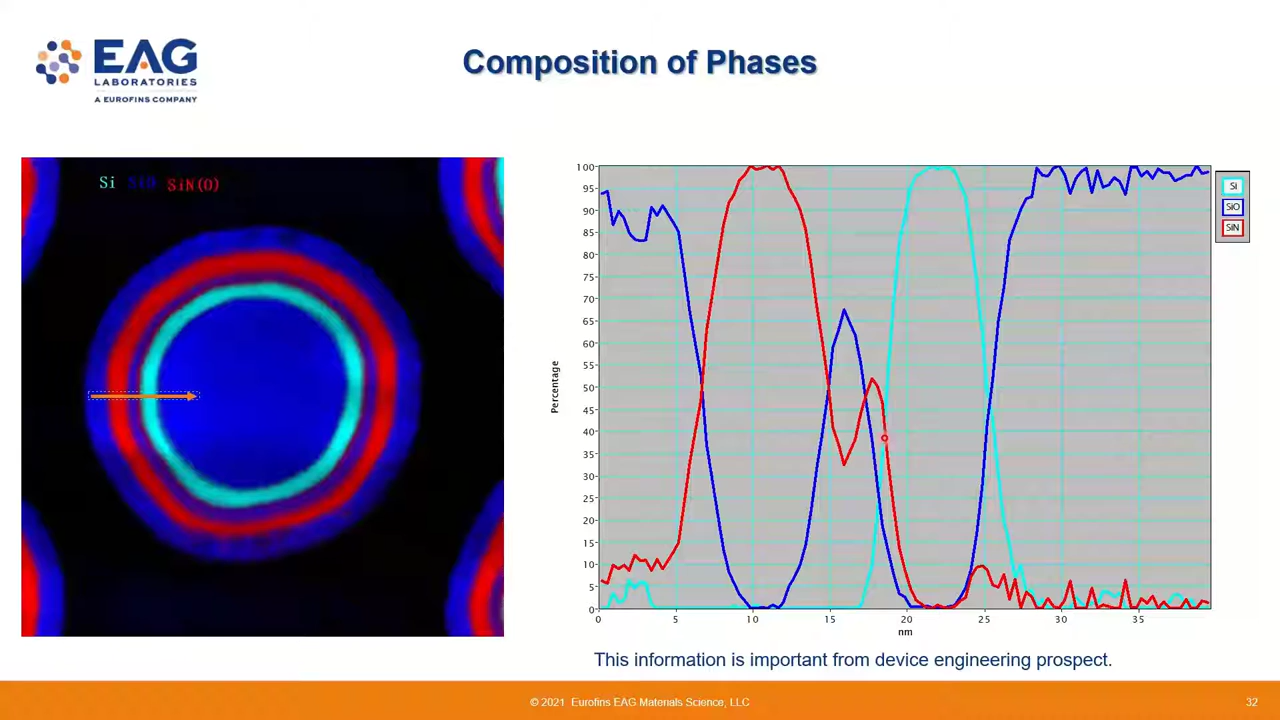 EAG
LABORATORIES
A EUROFINS COMPANY
Composition of Phases
Si SiN(O)
100
95
90
85
80
75
70
65
60
55
50
45
40
35
30
25
20
15
10
5
0
Percentage
0 5 10 15 20 25 30 35
nm
SI
SiO
SiN
This information is important from device engineering prospect.
© 2021 Eurofins EAG Materials Science, LLC
32